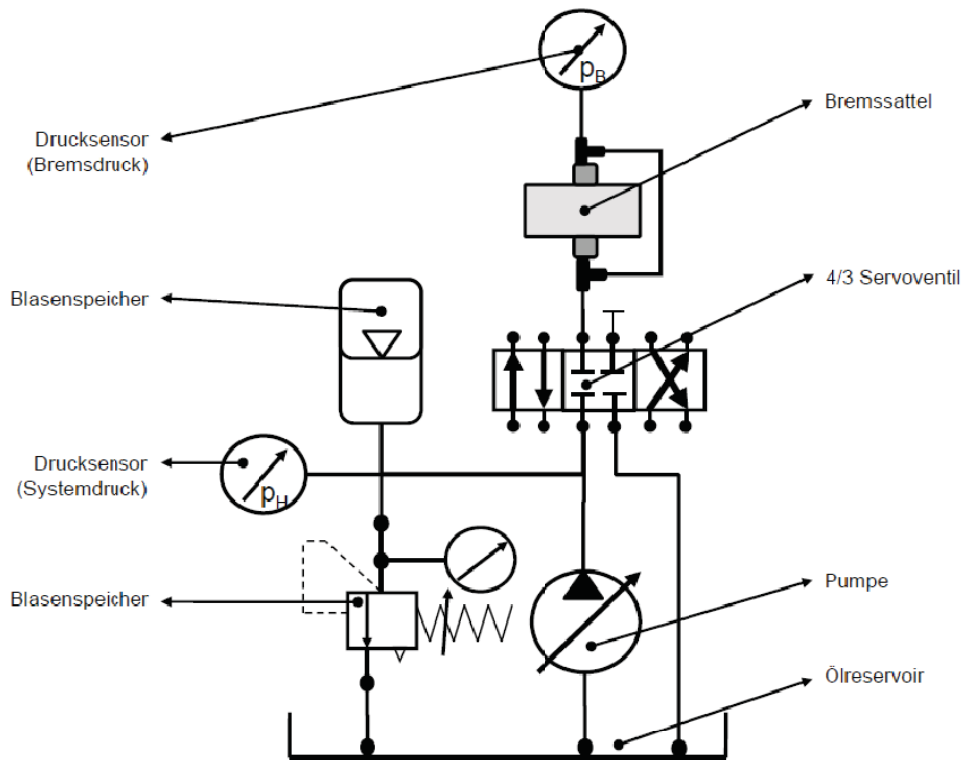 p_B
Bremssattel
Drucksensor
(Bremsdruck)
4/3 Servoventil
Blasenspeicher
Drucksensor
(Systemdruck)
p_H
Blasenspeicher
Pumpe
Ölreservoir